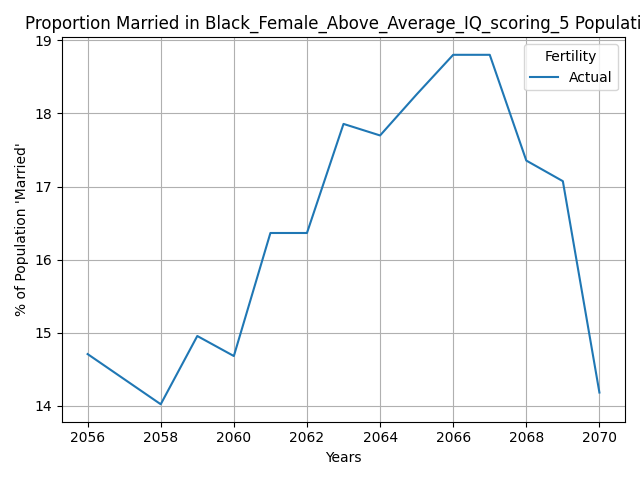 Proportion Married in Black_Female_Above_Average_IQ_scoring_5 Populati
Fertility
Actual
% of Population 'Married'
19
18
17
16
15
14
2056 2058 2060 2062 2064 2066 2068 2070
Years